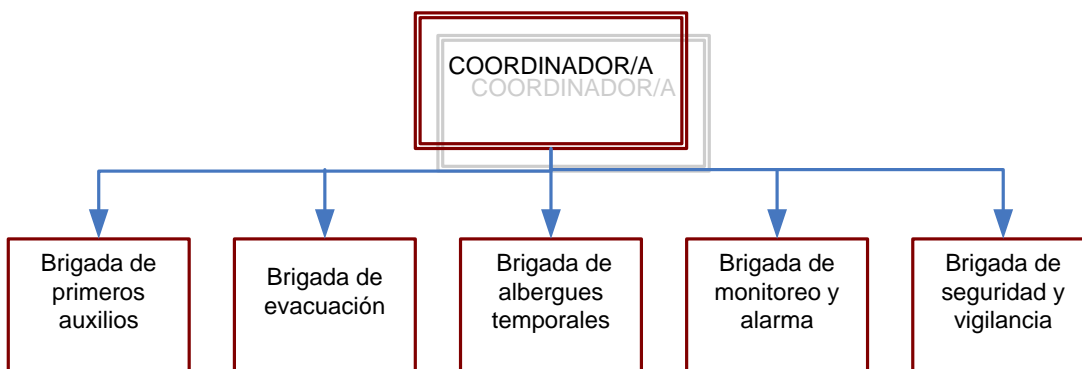 COORDINADOR/A
COORDINADOR/A
Brigada de
primeros
auxilios
Brigada de
evacuación
Brigada de
albergues
temporales
Brigada de
monitoreo y
alarma
Brigada de
seguridad y
vigilancia